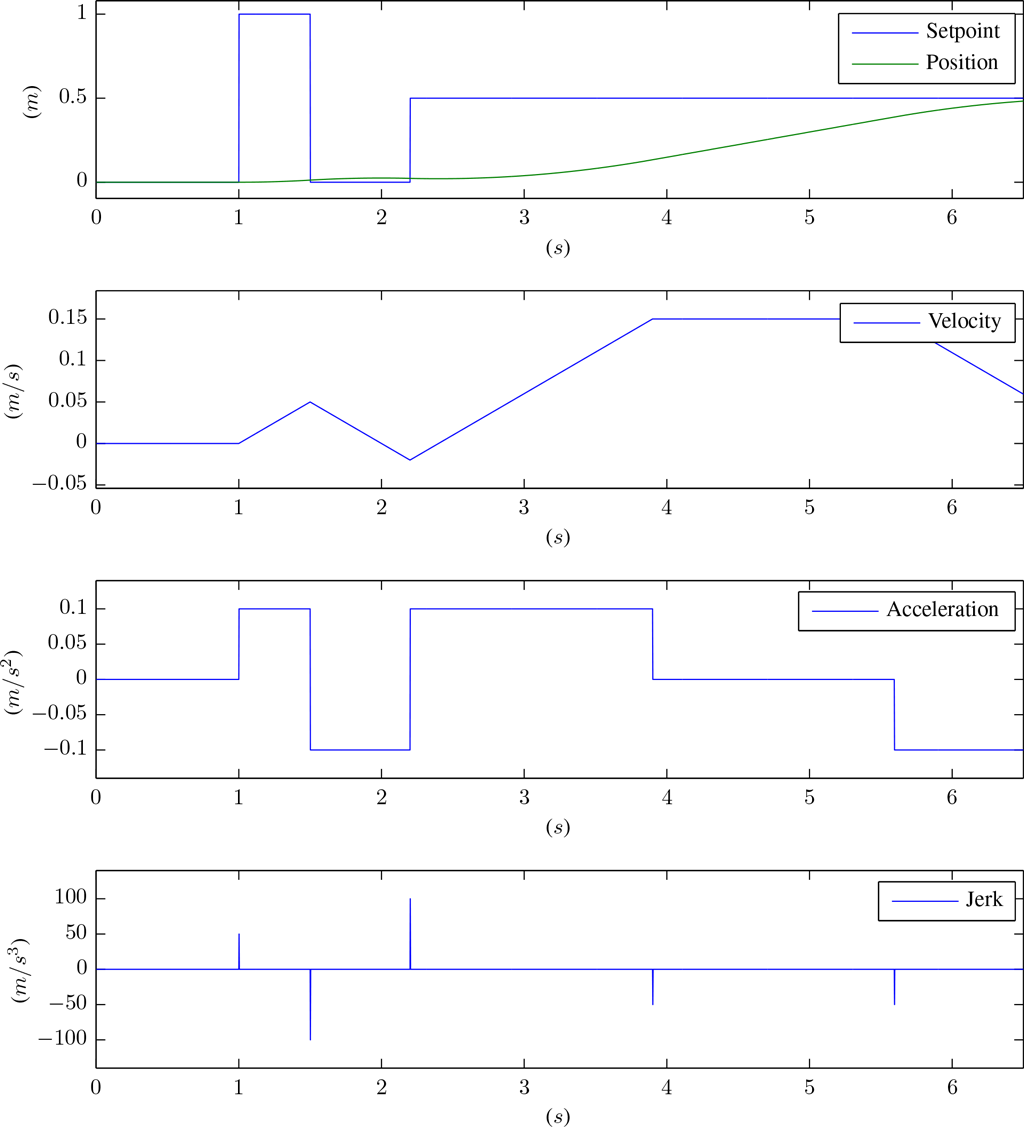 1
0.5
0
(m)
Setpoint
Position
0 1 2 3 4 5 6
(s)
0.15
0.1
0.05
0
−0.05
(m/s)
Velocity
0 1 2 3 4 5 6
(s)
0.1
0.05
0
−0.05
−0.1
(m/s²)
Acceleration
0 1 2 3 4 5 6
(s)
100
50
0
−50
−100
(m/s³)
Jerk
0 1 2 3 4 5 6
(s)